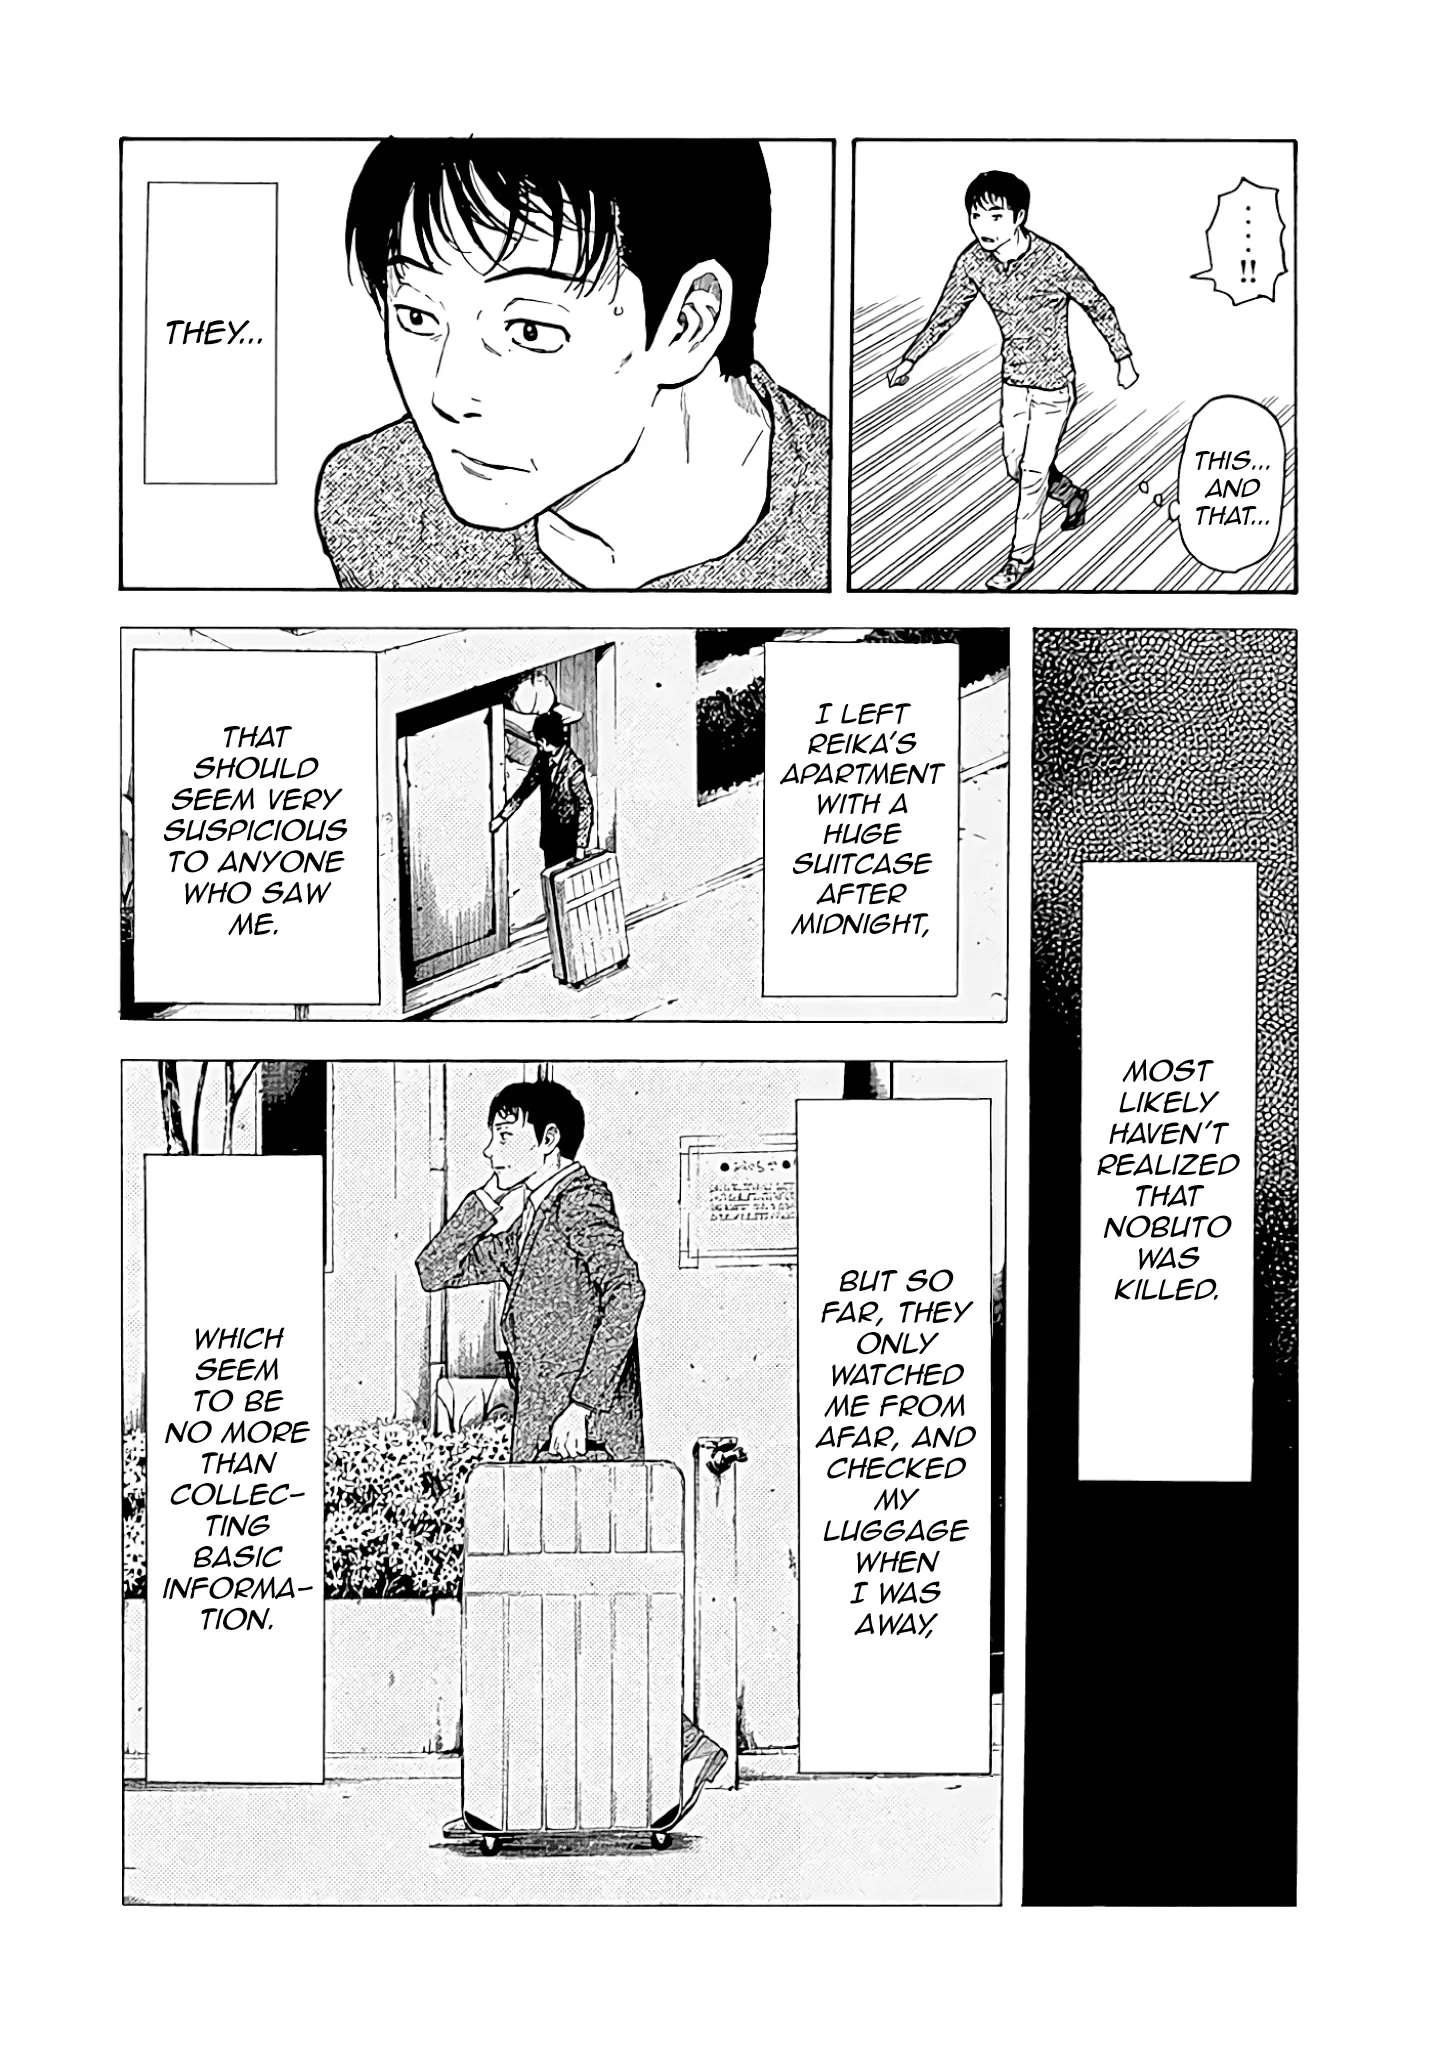 .....!!
THIS...
AND
THAT...
THEY...
MOST
LIKELY
HAVEN'T
REALIZED
THAT
NOBUTO
WAS
KILLED.
I LEFT
REIKA'S
APARTMENT
WITH A
HUGE
SUITCASE
AFTER
MIDNIGHT,
THAT
SHOULD
SEEM VERY
SUSPICIOUS
TO ANYONE
WHO SAW
ME.
BUT SO
FAR, THEY
ONLY
WATCHED
ME FROM
AFAR, AND
CHECKED
MY
LUGGAGE
WHEN
I WAS
AWAY,
WHICH
SEEM
TO BE
NO MORE
THAN
COLLEC-
TING
BASIC
INFORMA-
TION.